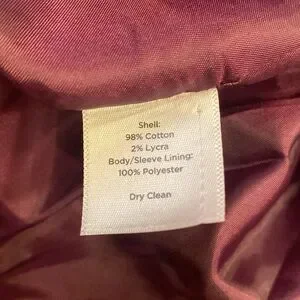 Shell:
98% Cotton
2% Lycra
Body/Sleeve Lining:
100% Polyester
Dry Clean